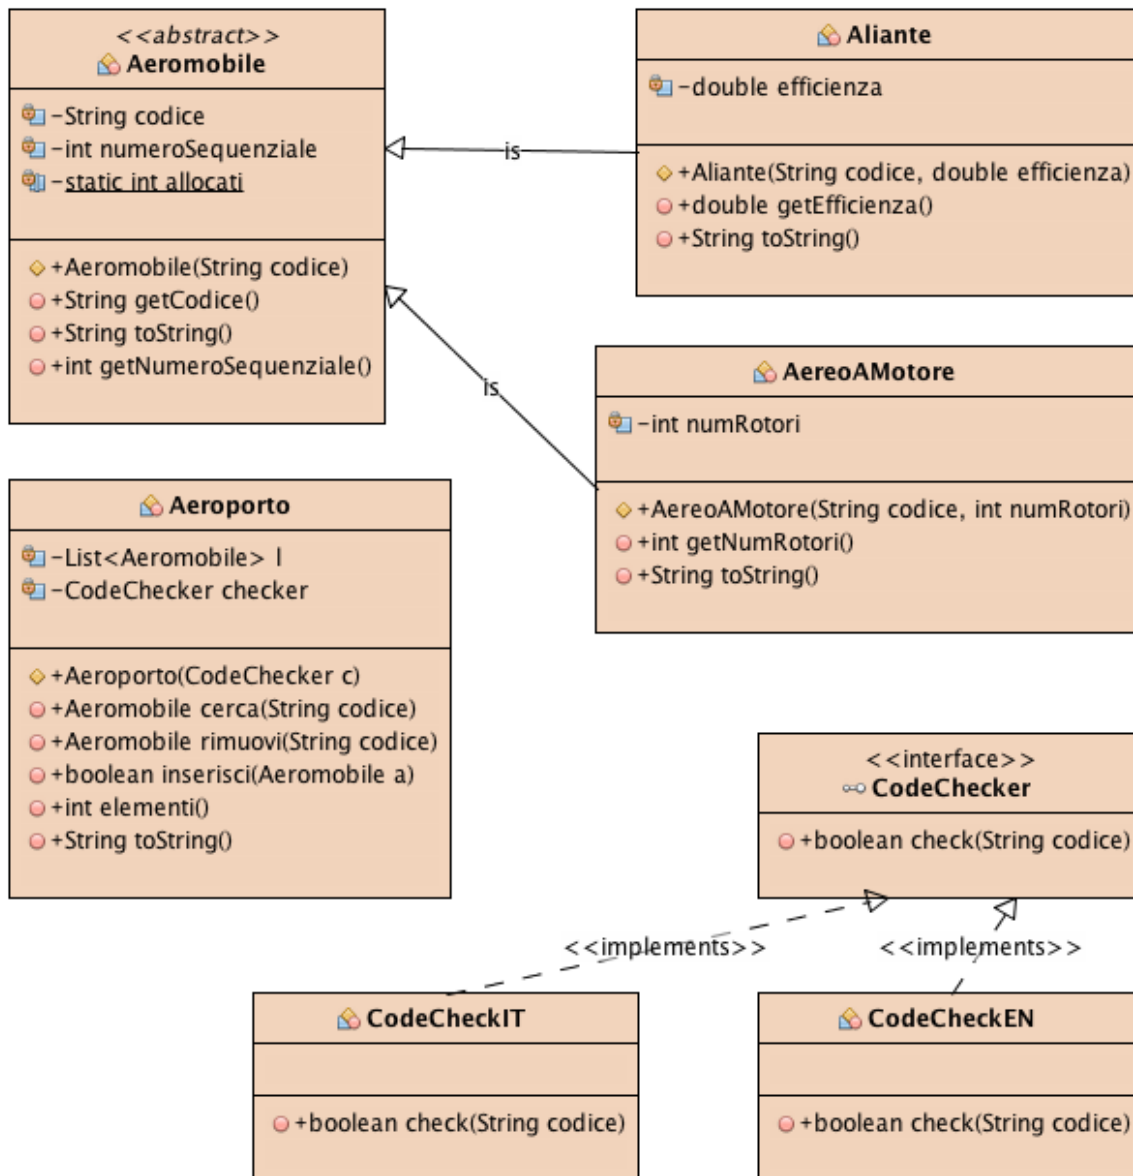 <<abstract>>
Aeromobile
-String codice
-int numeroSequenziale
-static int allocati
+Aeromobile(String codice)
+String getCodice()
+String toString()
+int getNumeroSequenziale()
Aliante
-double efficienza
+Aliante(String codice, double efficienza)
+double getEfficienza()
+String toString()
is
is
AereoAMotore
-int numRotori
+AereoAMotore(String codice, int numRotori)
+int getNumRotori()
+String toString()
Aeroporto
-List<Aeromobile> l
-CodeChecker checker
+Aeroporto(CodeChecker c)
+Aeromobile cerca(String codice)
+Aeromobile rimuovi(String codice)
+boolean inserisci(Aeromobile a)
+int elementi()
+String toString()
<<interface>>
CodeChecker
+boolean check(String codice)
<<implements>>
<<implements>>
CodeCheckIT
+boolean check(String codice)
CodeCheckEN
+boolean check(String codice)